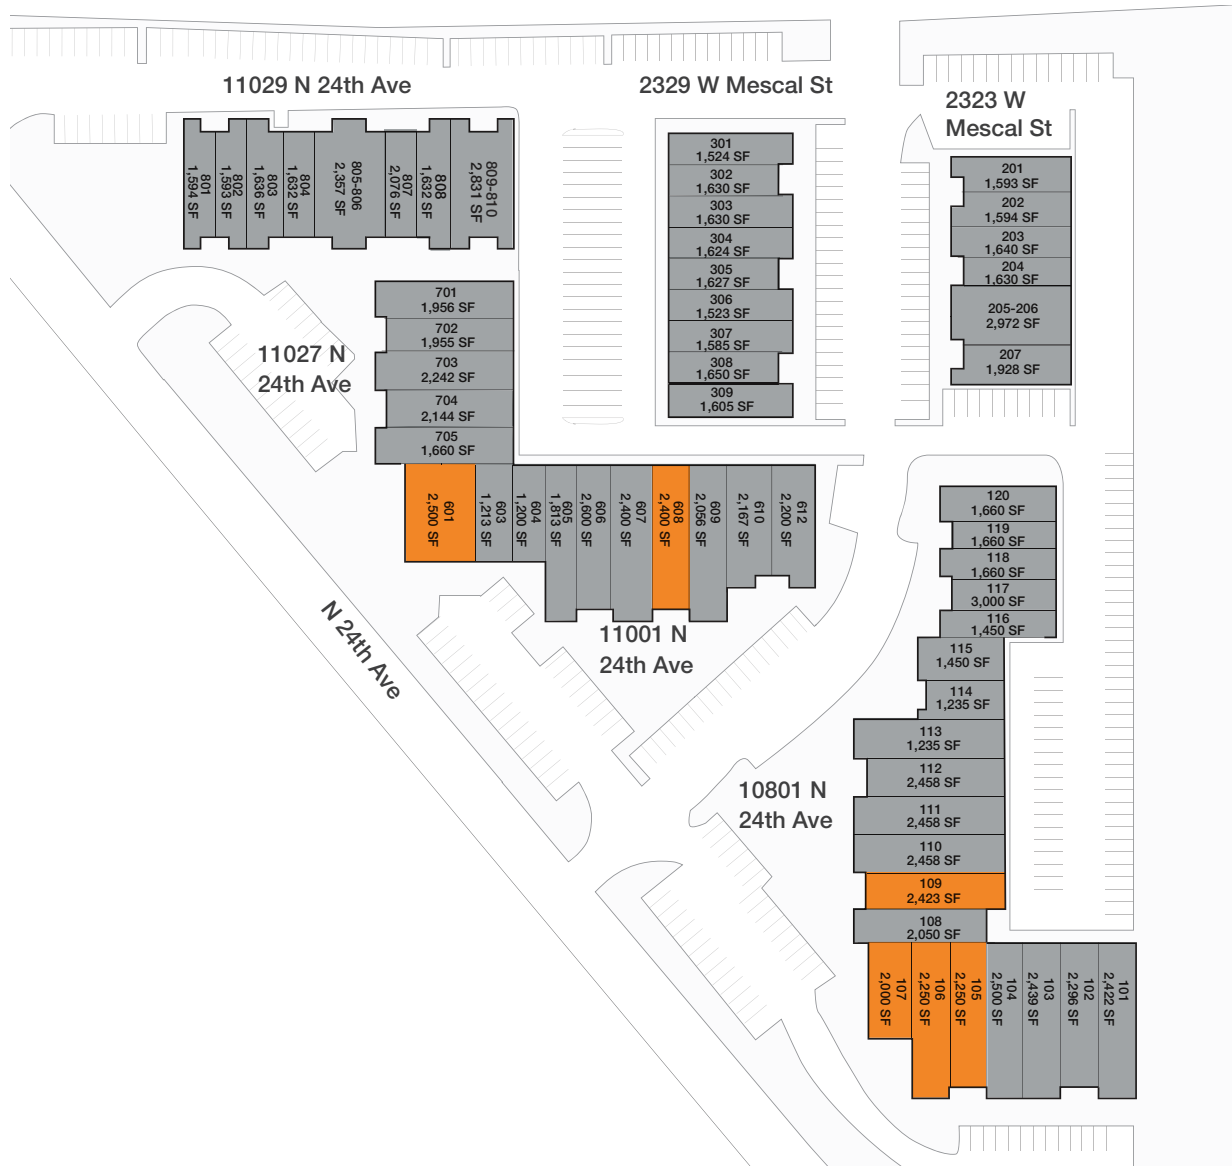 11029 N 24th Ave
2329 W Mescal St
2323 W
Mescal St
801
1,594 SF
802
1,593 SF
803
1,636 SF
804
1,632 SF
805-806
2,357 SF
807
2,076 SF
808
1,632 SF
809-810
2,831 SF
301
1,524 SF
302
1,630 SF
303
1,630 SF
304
1,624 SF
305
1,627 SF
306
1,523 SF
307
1,585 SF
308
1,650 SF
309
1,605 SF
201
1,593 SF
202
1,594 SF
203
1,640 SF
204
1,630 SF
205-206
2,972 SF
207
1,928 SF
11027 N
24th Ave
701
1,956 SF
702
1,955 SF
703
2,242 SF
704
2,144 SF
705
1,660 SF
601
2,500 SF
603
1,213 SF
604
1,200 SF
605
1,813 SF
606
2,600 SF
607
2,400 SF
608
2,400 SF
609
2,056 SF
610
2,167 SF
612
2,200 SF
11001 N
24th Ave
N 24th Ave
120
1,660 SF
119
1,660 SF
118
1,660 SF
117
3,000 SF
116
1,450 SF
115
1,450 SF
114
1,235 SF
113
1,235 SF
112
2,458 SF
111
2,458 SF
110
2,458 SF
109
2,423 SF
108
2,050 SF
10801 N
24th Ave
107
2,000 SF
106
2,250 SF
105
2,250 SF
104
2,500 SF
103
2,439 SF
102
2,296 SF
101
2,422 SF